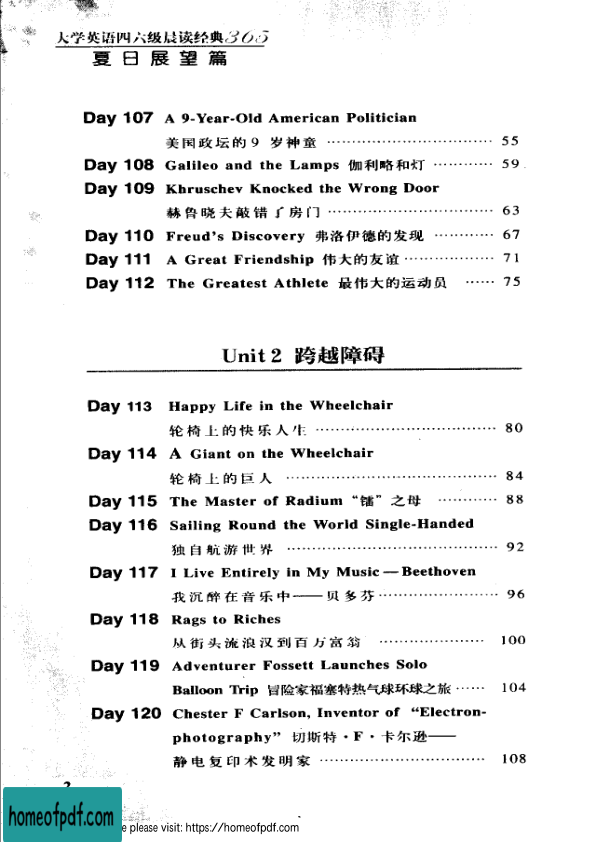 大学英语四六级晨读经典365
夏日展望篇
Day 107 A 9-Year-Old American Politician
美国政坛的9 岁神童 ································ 55
Day 108 Galileo and the Lamps 伽利略和灯 ············ 59
Day 109 Khruschev Knocked the Wrong Door
赫鲁晓夫敲错了房门 ································ 63
Day 110 Freud's Discovery 弗洛伊德的发现 ············ 67
Day 111 A Great Friendship 伟大的友谊 ·················· 71
Day 112 The Greatest Athlete 最伟大的运动员 ······ 75
Unit 2 跨越障碍
Day 113 Happy Life in the Wheelchair
轮椅上的快乐人生 ···································· 80
Day 114 A Giant on the Wheelchair
轮椅上的巨人 ·········································· 84
Day 115 The Master of Radium “镭”之母 ············ 88
Day 116 Sailing Round the World Single-Handed
独自航游世界 ·········································· 92
Day 117 I Live Entirely in My Music — Beethoven
我沉醉在音乐中——贝多芬 ························ 96
Day 118 Rags to Riches
从街头流浪汉到百万富翁 ····················· 100
Day 119 Adventurer Fossett Launches Solo
Balloon Trip 冒险家福塞特热气球环球之旅 ······ 104
Day 120 Chester F Carlson, Inventor of “Electron-
photography” 切斯特·F·卡尔逊——
静电复印术发明家 ································· 108
2
homeofpdf.com
e please visit: https://homeofpdf.com